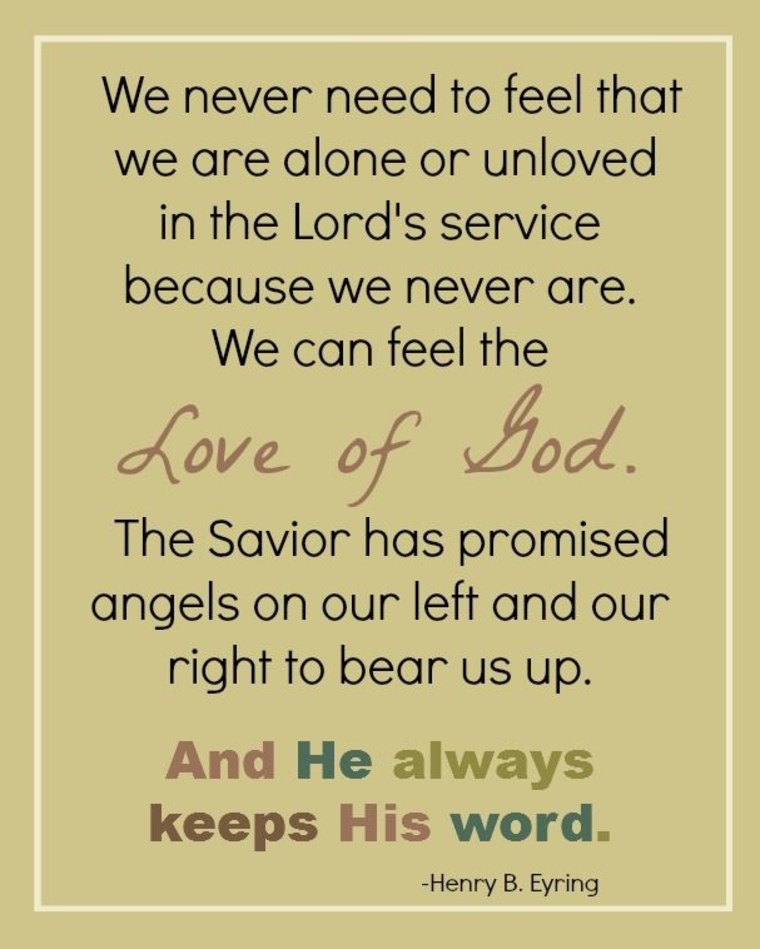 We never need to feel that
we are alone or unloved
in the Lord's service
because we never are.
We can feel the
Love of God.
The Savior has promised
angels on our left and our
right to bear us up.
And He always
keeps His word.
-Henry B. Eyring